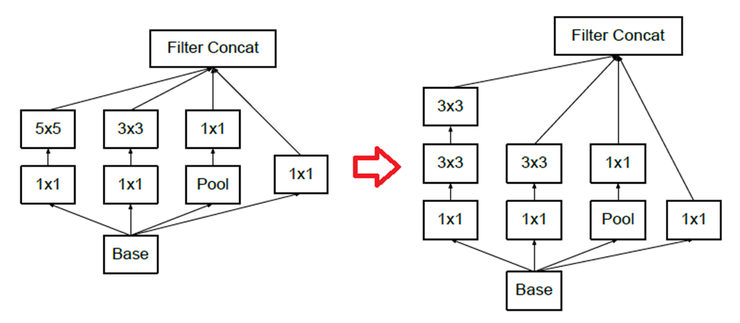 Filter Concat
5x5
3x3
1x1
1x1
1x1
Pool
1x1
Base
Filter Concat
3x3
3x3
3x3
1x1
1x1
1x1
Pool
1x1
Base